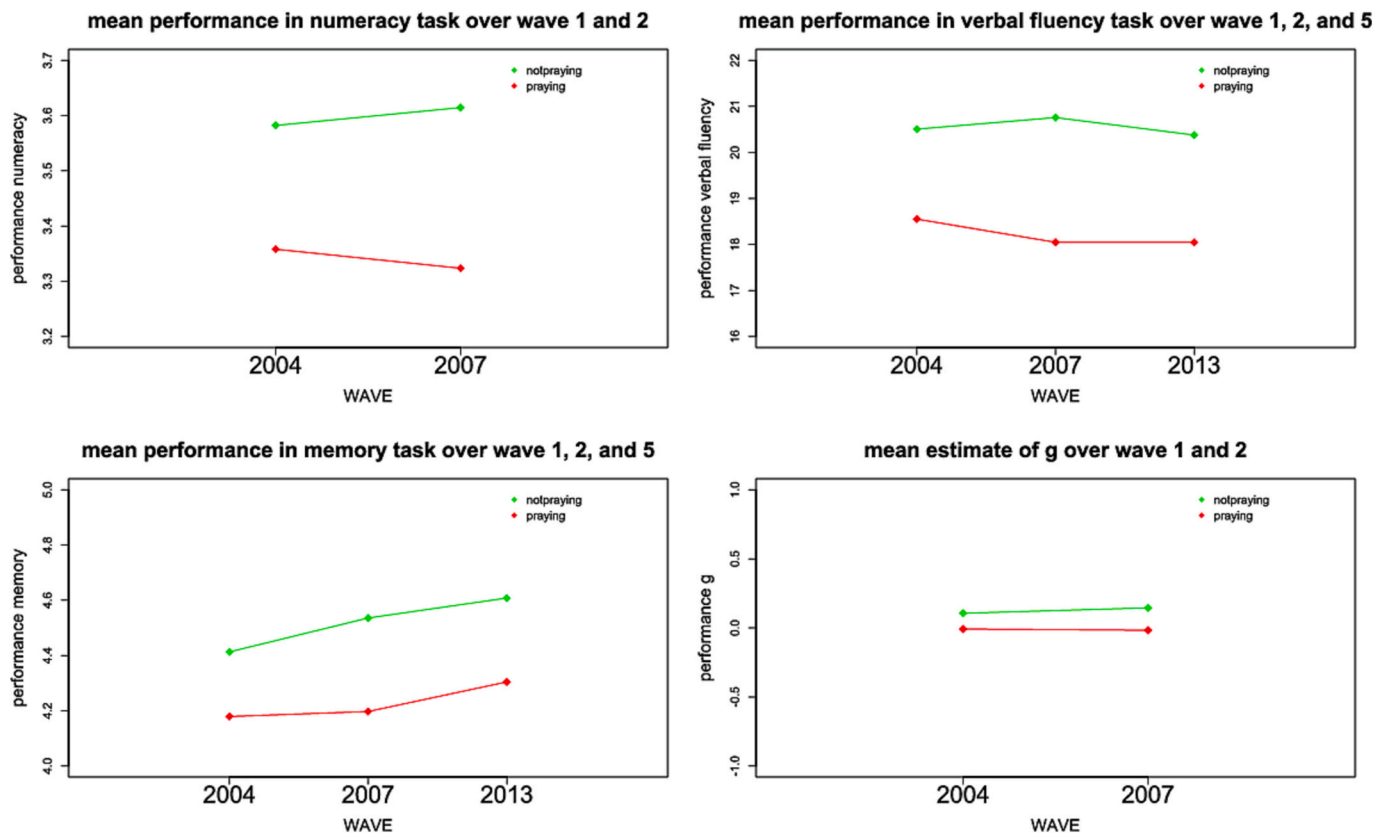 mean performance in numeracy task over wave 1 and 2
performance numeracy
3.7
3.6
3.5
3.4
3.3
3.2
notpraying
praying
2004 2007
WAVE
mean performance in verbal fluency task over wave 1, 2, and 5
performance verbal fluency
22
21
20
19
18
17
16
notpraying
praying
2004 2007 2013
WAVE
mean performance in memory task over wave 1, 2, and 5
performance memory
5.0
4.8
4.6
4.4
4.2
4.0
notpraying
praying
2004 2007 2013
WAVE
mean estimate of g over wave 1 and 2
performance g
1.0
0.5
0.0
-0.5
-1.0
notpraying
praying
2004 2007
WAVE